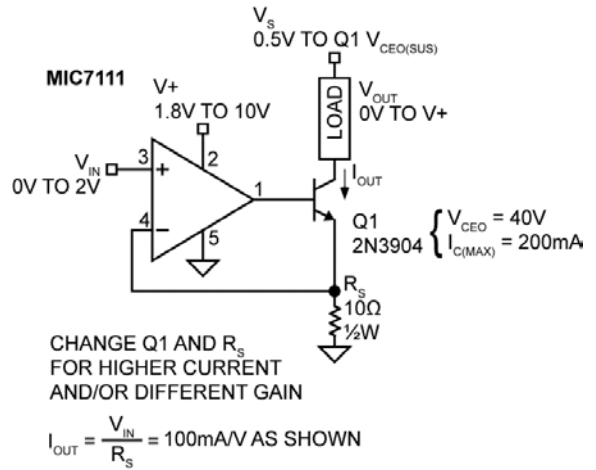 V_S
0.5V TO Q1 V_CEO(SUS)
MIC7111
V+
1.8V TO 10V
LOAD
V_OUT
0V TO V+
I_OUT
V_IN
0V TO 2V
3
+
2
1
4
−
5
Q1
2N3904
{ V_CEO = 40V
I_C(MAX) = 200mA
R_S
10Ω
½W
CHANGE Q1 AND R_S
FOR HIGHER CURRENT
AND/OR DIFFERENT GAIN
I_OUT = V_IN / R_S = 100mA/V AS SHOWN